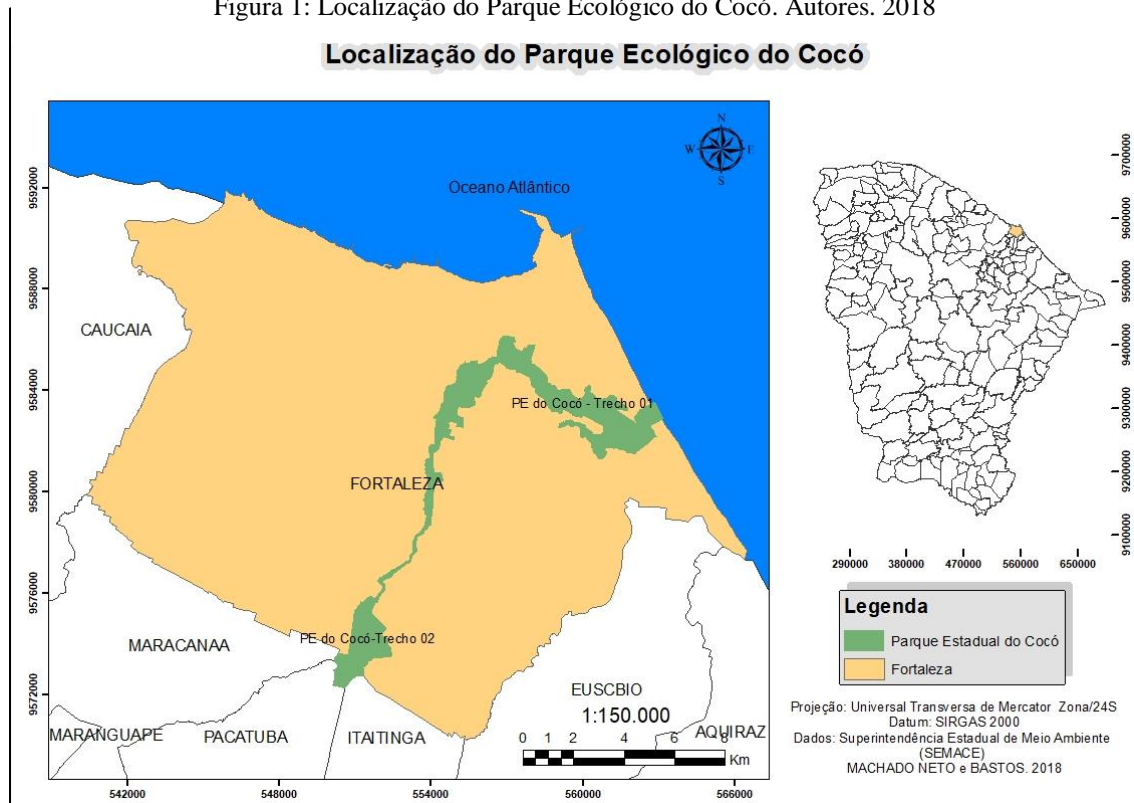 Figura 1: Localização do Parque Ecológico do Cocó. Autores. 2018
Localização do Parque Ecológico do Cocó
N
W E
S
Oceano Atlântico
CAUCAIA
PE do Cocó - Trecho 01
FORTALEZA
PE do Cocó-Trecho 02
MARACANAA
EUSCBIO
1:150.000
MARANGUAPE
PACATUBA
ITAITINGA
AQUIRAZ
0 1 2 4 6 8
Km
9592000
9588000
9584000
9580000
9576000
9572000
542000 548000 554000 560000 566000
9700000
9600000
9500000
9400000
9300000
9200000
9100000
290000 380000 470000 560000 650000
Legenda
Parque Estadual do Cocó
Fortaleza
Projeção: Universal Transversa de Mercator Zona/24S
Datum: SIRGAS 2000
Dados: Superintendência Estadual de Meio Ambiente
(SEMACE)
MACHADO NETO e BASTOS. 2018